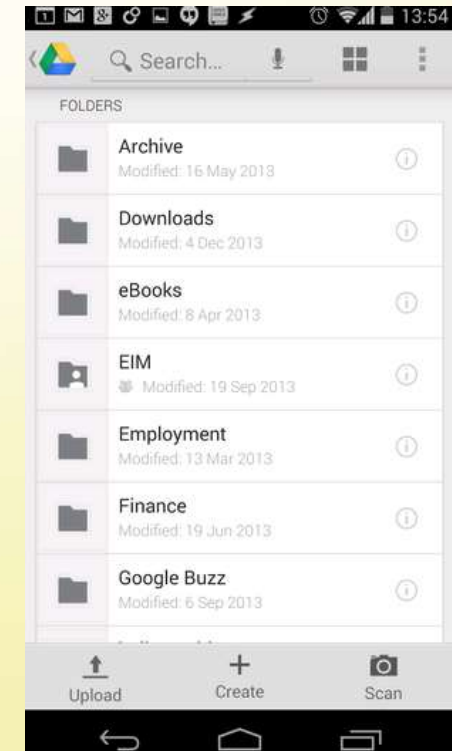 13:54
Search...
FOLDERS
Archive
Modified: 16 May 2013
Downloads
Modified: 4 Dec 2013
eBooks
Modified: 8 Apr 2013
EIM
Modified: 19 Sep 2013
Employment
Modified: 13 Mar 2013
Finance
Modified: 19 Jun 2013
Google Buzz
Modified: 6 Sep 2013
Upload Create Scan